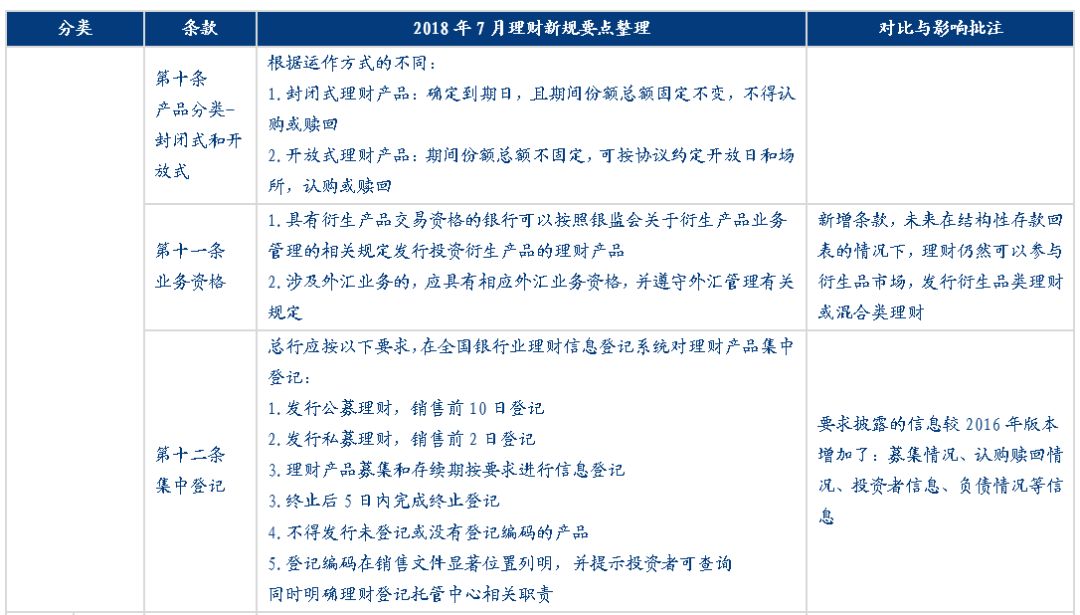 分类 条款 2018 年 7 月理财新规要点整理 对比与影响批注
第十条
产品分类-
封闭式和开
放式
根据运作方式的不同：
1. 封闭式理财产品：确定到期日，且期间份额总额固定不变，不得认
购或赎回
2. 开放式理财产品：期间份额总额不固定，可按协议约定开放日和场
所，认购或赎回
第十一条
业务资格
1. 具有衍生产品交易资格的银行可以按照银监会关于衍生产品业务
管理的相关规定发行投资衍生产品的理财产品
2. 涉及外汇业务的，应具有相应外汇业务资格，并遵守外汇管理有关
规定
新增条款，未来在结构性存款回
表的情况下，理财仍然可以参与
衍生品市场，发行衍生品类理财
或混合类理财
第十二条
集中登记
总行应按以下要求，在全国银行业理财信息登记系统对理财产品集中
登记：
1. 发行公募理财，销售前 10 日登记
2. 发行私募理财，销售前 2 日登记
3. 理财产品募集和存续期按要求进行信息登记
3. 终止后 5 日内完成终止登记
4. 不得发行未登记或没有登记编码的产品
5. 登记编码在销售文件显著位置列明，并提示投资者可查询
同时明确理财登记托管中心相关职责
要求披露的信息较 2016 年版本
增加了：募集情况、认购赎回情
况、投资者信息、负债情况等信
息